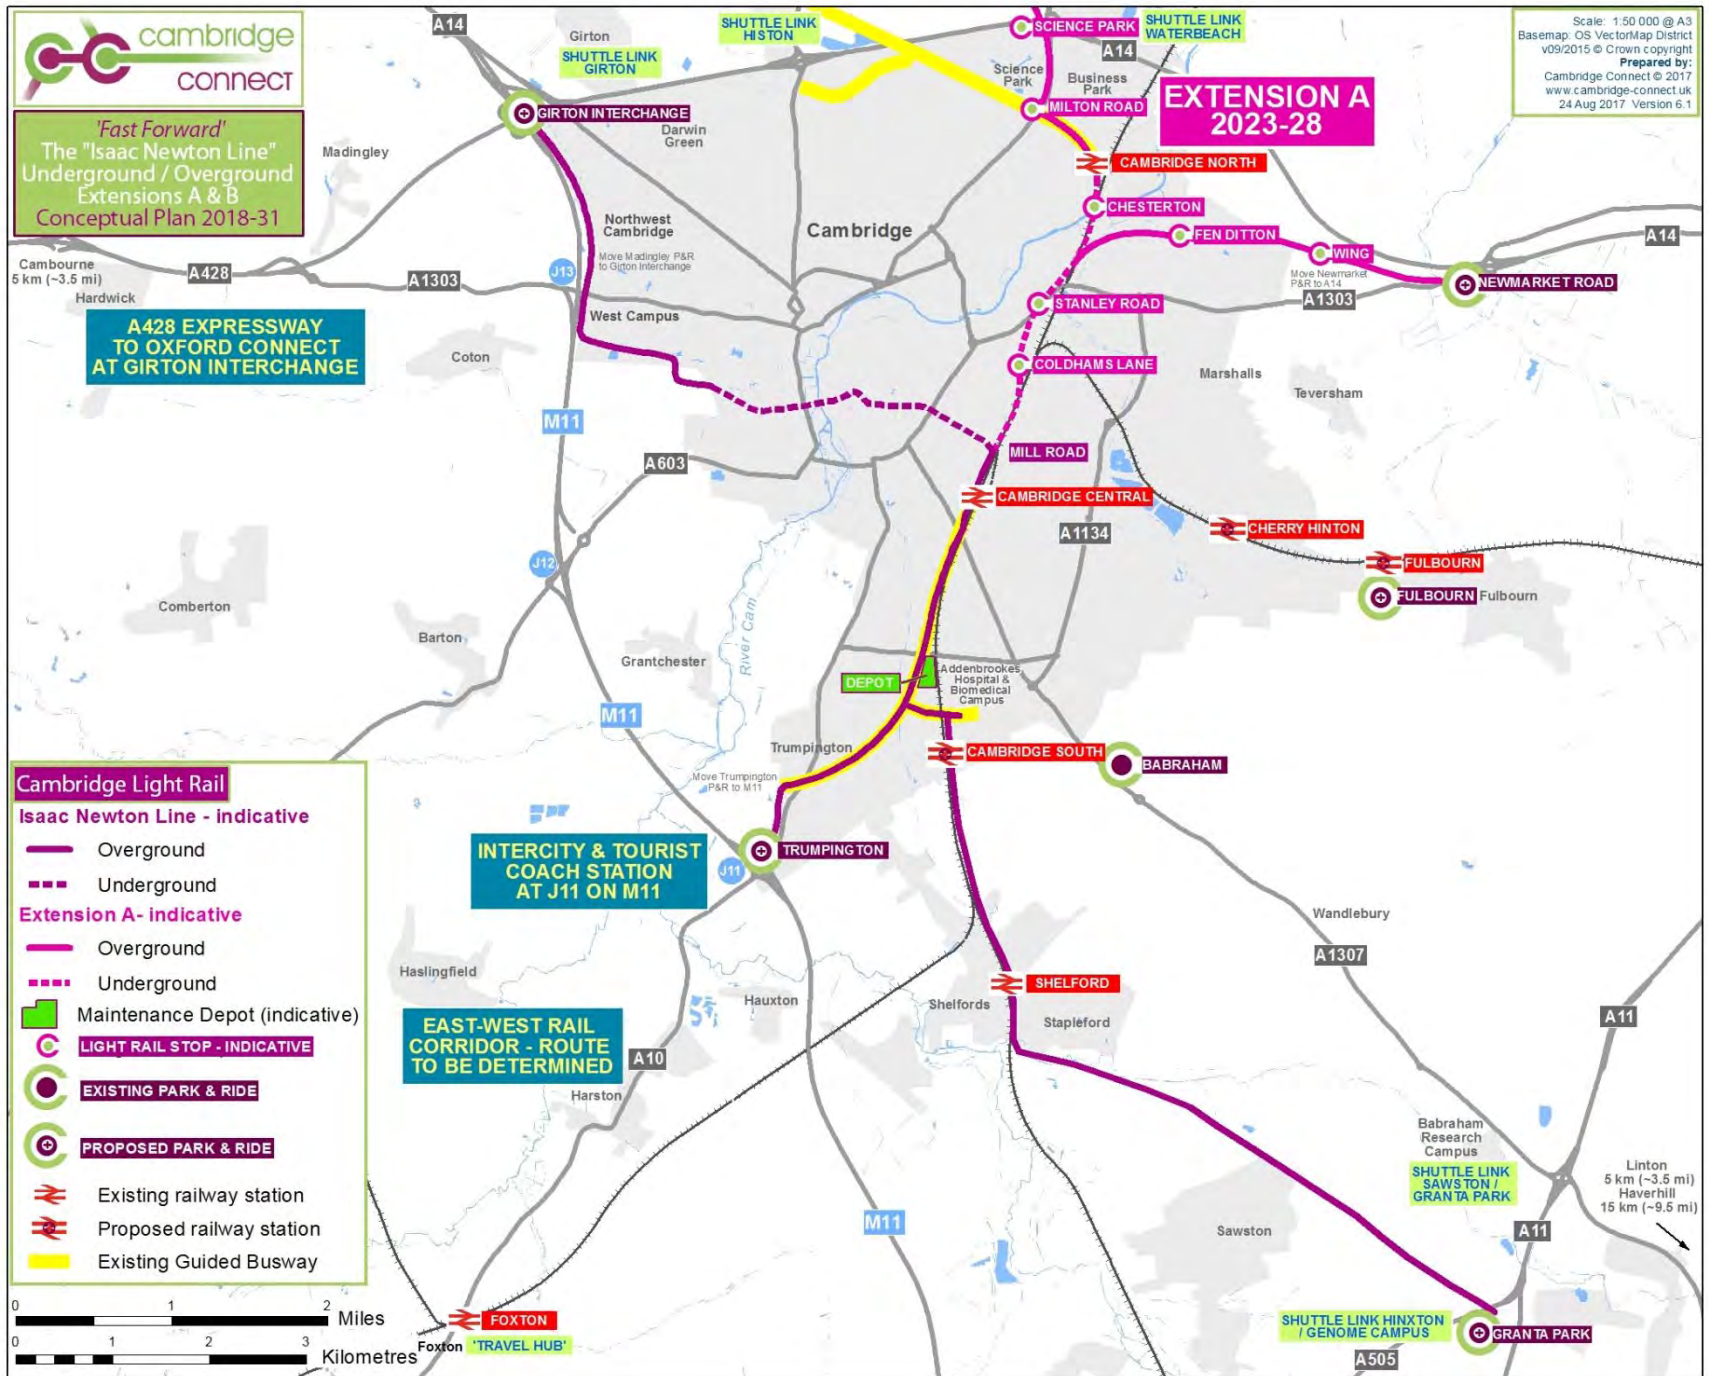 cambridge
connect
'Fast Forward'
The "Isaac Newton Line"
Underground / Overground
Extensions A & B
Conceptual Plan 2018-31
Scale: 1:50 000 @ A3
Basemap: OS VectorMap District
v09/2015 © Crown copyright
Prepared by:
Cambridge Connect © 2017
www.cambridge-connect.uk
24 Aug 2017 Version 6.1
A14
Girton
SHUTTLE LINK
GIRTON
SHUTTLE LINK
HISTON
SCIENCE PARK
SHUTTLE LINK
WATERBEACH
A14
Science
Park
Business
Park
EXTENSION A
2023-28
GIRTON INTERCHANGE
MILTON ROAD
Darwin
Green
Madingley
CAMBRIDGE NORTH
CHESTERTON
Northwest
Cambridge
Cambridge
FEN DITTON
WING
A14
Move Madingley P&R
to Girton Interchange
Cambourne
5 km (~3.5 mi)
A428
A1303
J13
Hardwick
Move Newmarket
P&R to A14
NEWMARKET ROAD
A1303
STANLEY ROAD
West Campus
A428 EXPRESSWAY
TO OXFORD CONNECT
AT GIRTON INTERCHANGE
Coton
COLDHAMS LANE
Marshalls
Teversham
M11
A603
MILL ROAD
CAMBRIDGE CENTRAL
A1134
CHERRY HINTON
J12
FULBOURN
FULBOURN
Fulbourn
Comberton
Barton
Grantchester
River Cam
DEPOT
Addenbrookes
Hospital &
Biomedical
Campus
M11
Trumpington
CAMBRIDGE SOUTH
BABRAHAM
Move Trumpington
P&R to M11
INTERCITY & TOURIST
COACH STATION
AT J11 ON M11
J11
TRUMPINGTON
Wandlebury
A1307
Haslingfield
Hauxton
SHELFORD
Shelfords
Stapleford
A11
EAST-WEST RAIL
CORRIDOR - ROUTE
TO BE DETERMINED
A10
Harston
Babraham
Research
Campus
SHUTTLE LINK
SAWSTON /
GRANTA PARK
Linton
5 km (~3.5 mi)
Haverhill
15 km (~9.5 mi)
M11
Sawston
A11
SHUTTLE LINK HINXTON
/ GENOME CAMPUS
GRANTA PARK
A505
FOXTON
Foxton
'TRAVEL HUB'
Cambridge Light Rail
Isaac Newton Line - indicative
Overground
Underground
Extension A- indicative
Overground
Underground
Maintenance Depot (indicative)
LIGHT RAIL STOP - INDICATIVE
EXISTING PARK & RIDE
PROPOSED PARK & RIDE
Existing railway station
Proposed railway station
Existing Guided Busway
0 1 2
Miles
0 1 2 3
Kilometres